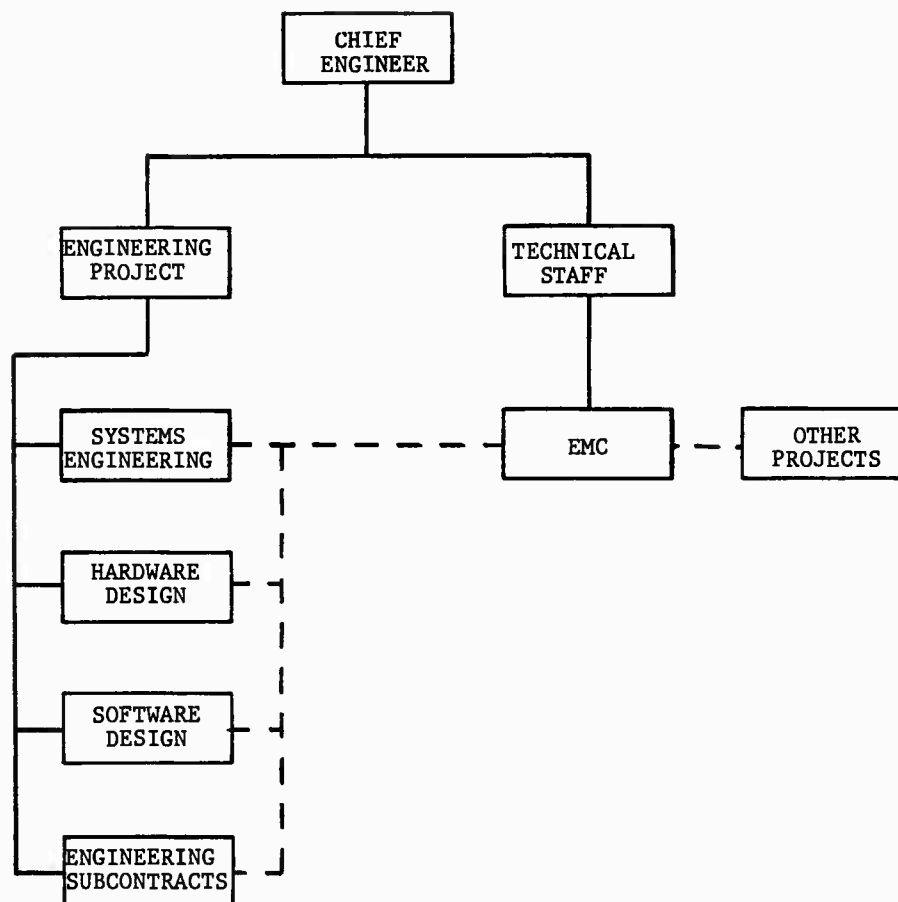 CHIEF
ENGINEER
ENGINEERING
PROJECT
TECHNICAL
STAFF
SYSTEMS
ENGINEERING
EMC
OTHER
PROJECTS
HARDWARE
DESIGN
SOFTWARE
DESIGN
ENGINEERING
SUBCONTRACTS